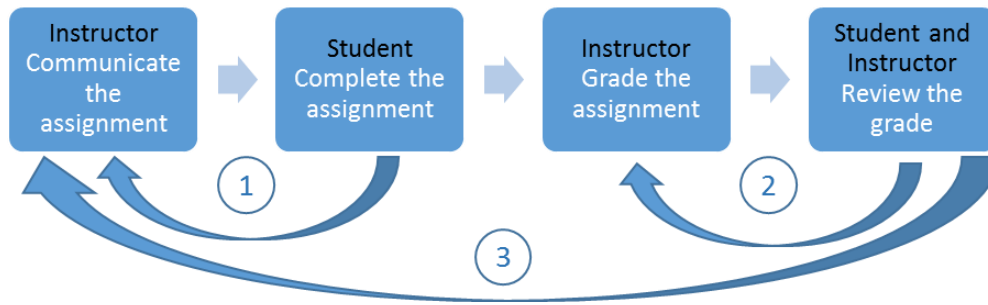 Instructor
Communicate
the
assignment
Student
Complete the
assignment
Instructor
Grade the
assignment
Student and
Instructor
Review the
grade
1
2
3